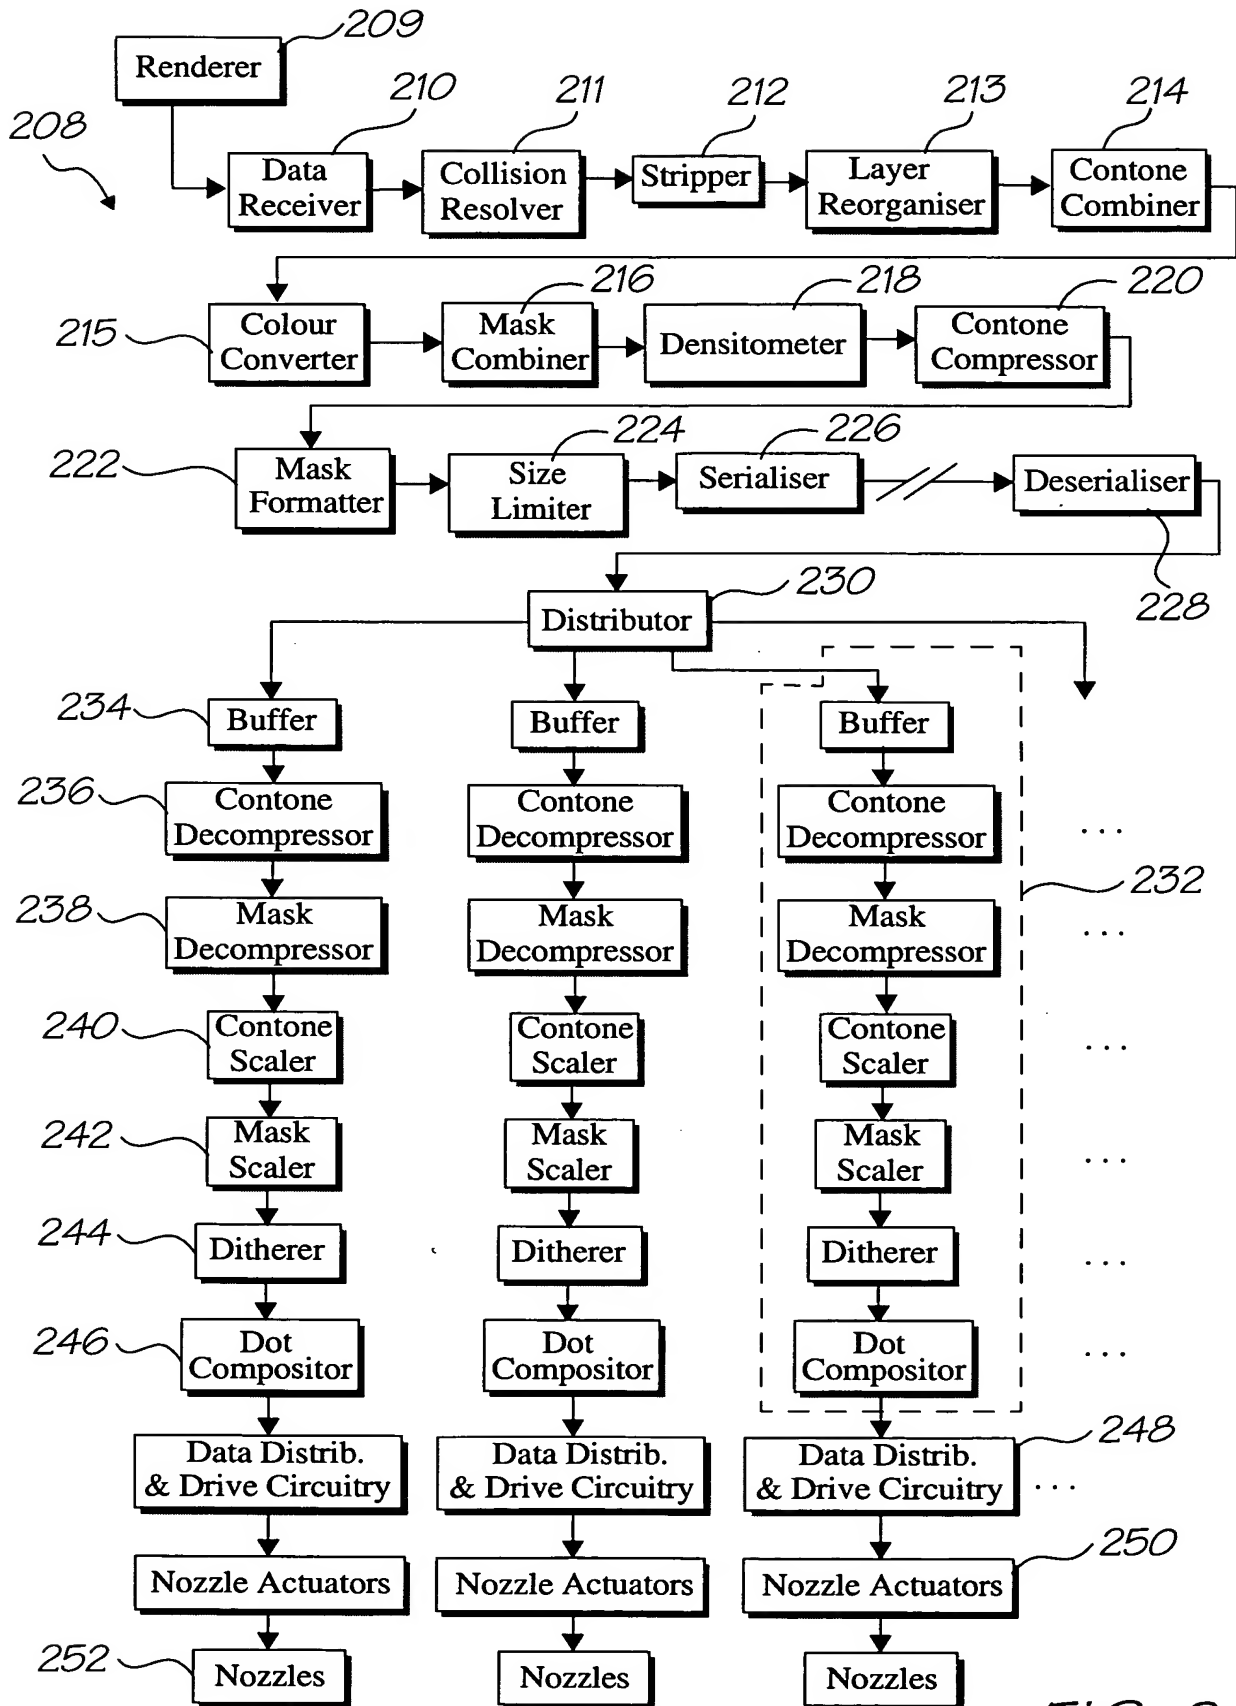 209
Renderer
210
211
212
213
214
208
Data
Receiver
Collision
Resolver
Stripper
Layer
Reorganiser
Contone
Combiner
216
218
220
215
Colour
Converter
Mask
Combiner
Densitometer
Contone
Compressor
224
226
222
Mask
Formatter
Size
Limiter
Serialiser
Deserialiser
228
230
Distributor
234
Buffer
Buffer
Buffer
236
Contone
Decompressor
Contone
Decompressor
Contone
Decompressor
...
232
238
Mask
Decompressor
Mask
Decompressor
Mask
Decompressor
...
240
Contone
Scaler
Contone
Scaler
Contone
Scaler
...
242
Mask
Scaler
Mask
Scaler
Mask
Scaler
...
244
Ditherer
Ditherer
Ditherer
...
246
Dot
Compositor
Dot
Compositor
Dot
Compositor
...
248
Data Distrib.
& Drive Circuitry
Data Distrib.
& Drive Circuitry
Data Distrib.
& Drive Circuitry
...
250
Nozzle Actuators
Nozzle Actuators
Nozzle Actuators
252
Nozzles
Nozzles
Nozzles